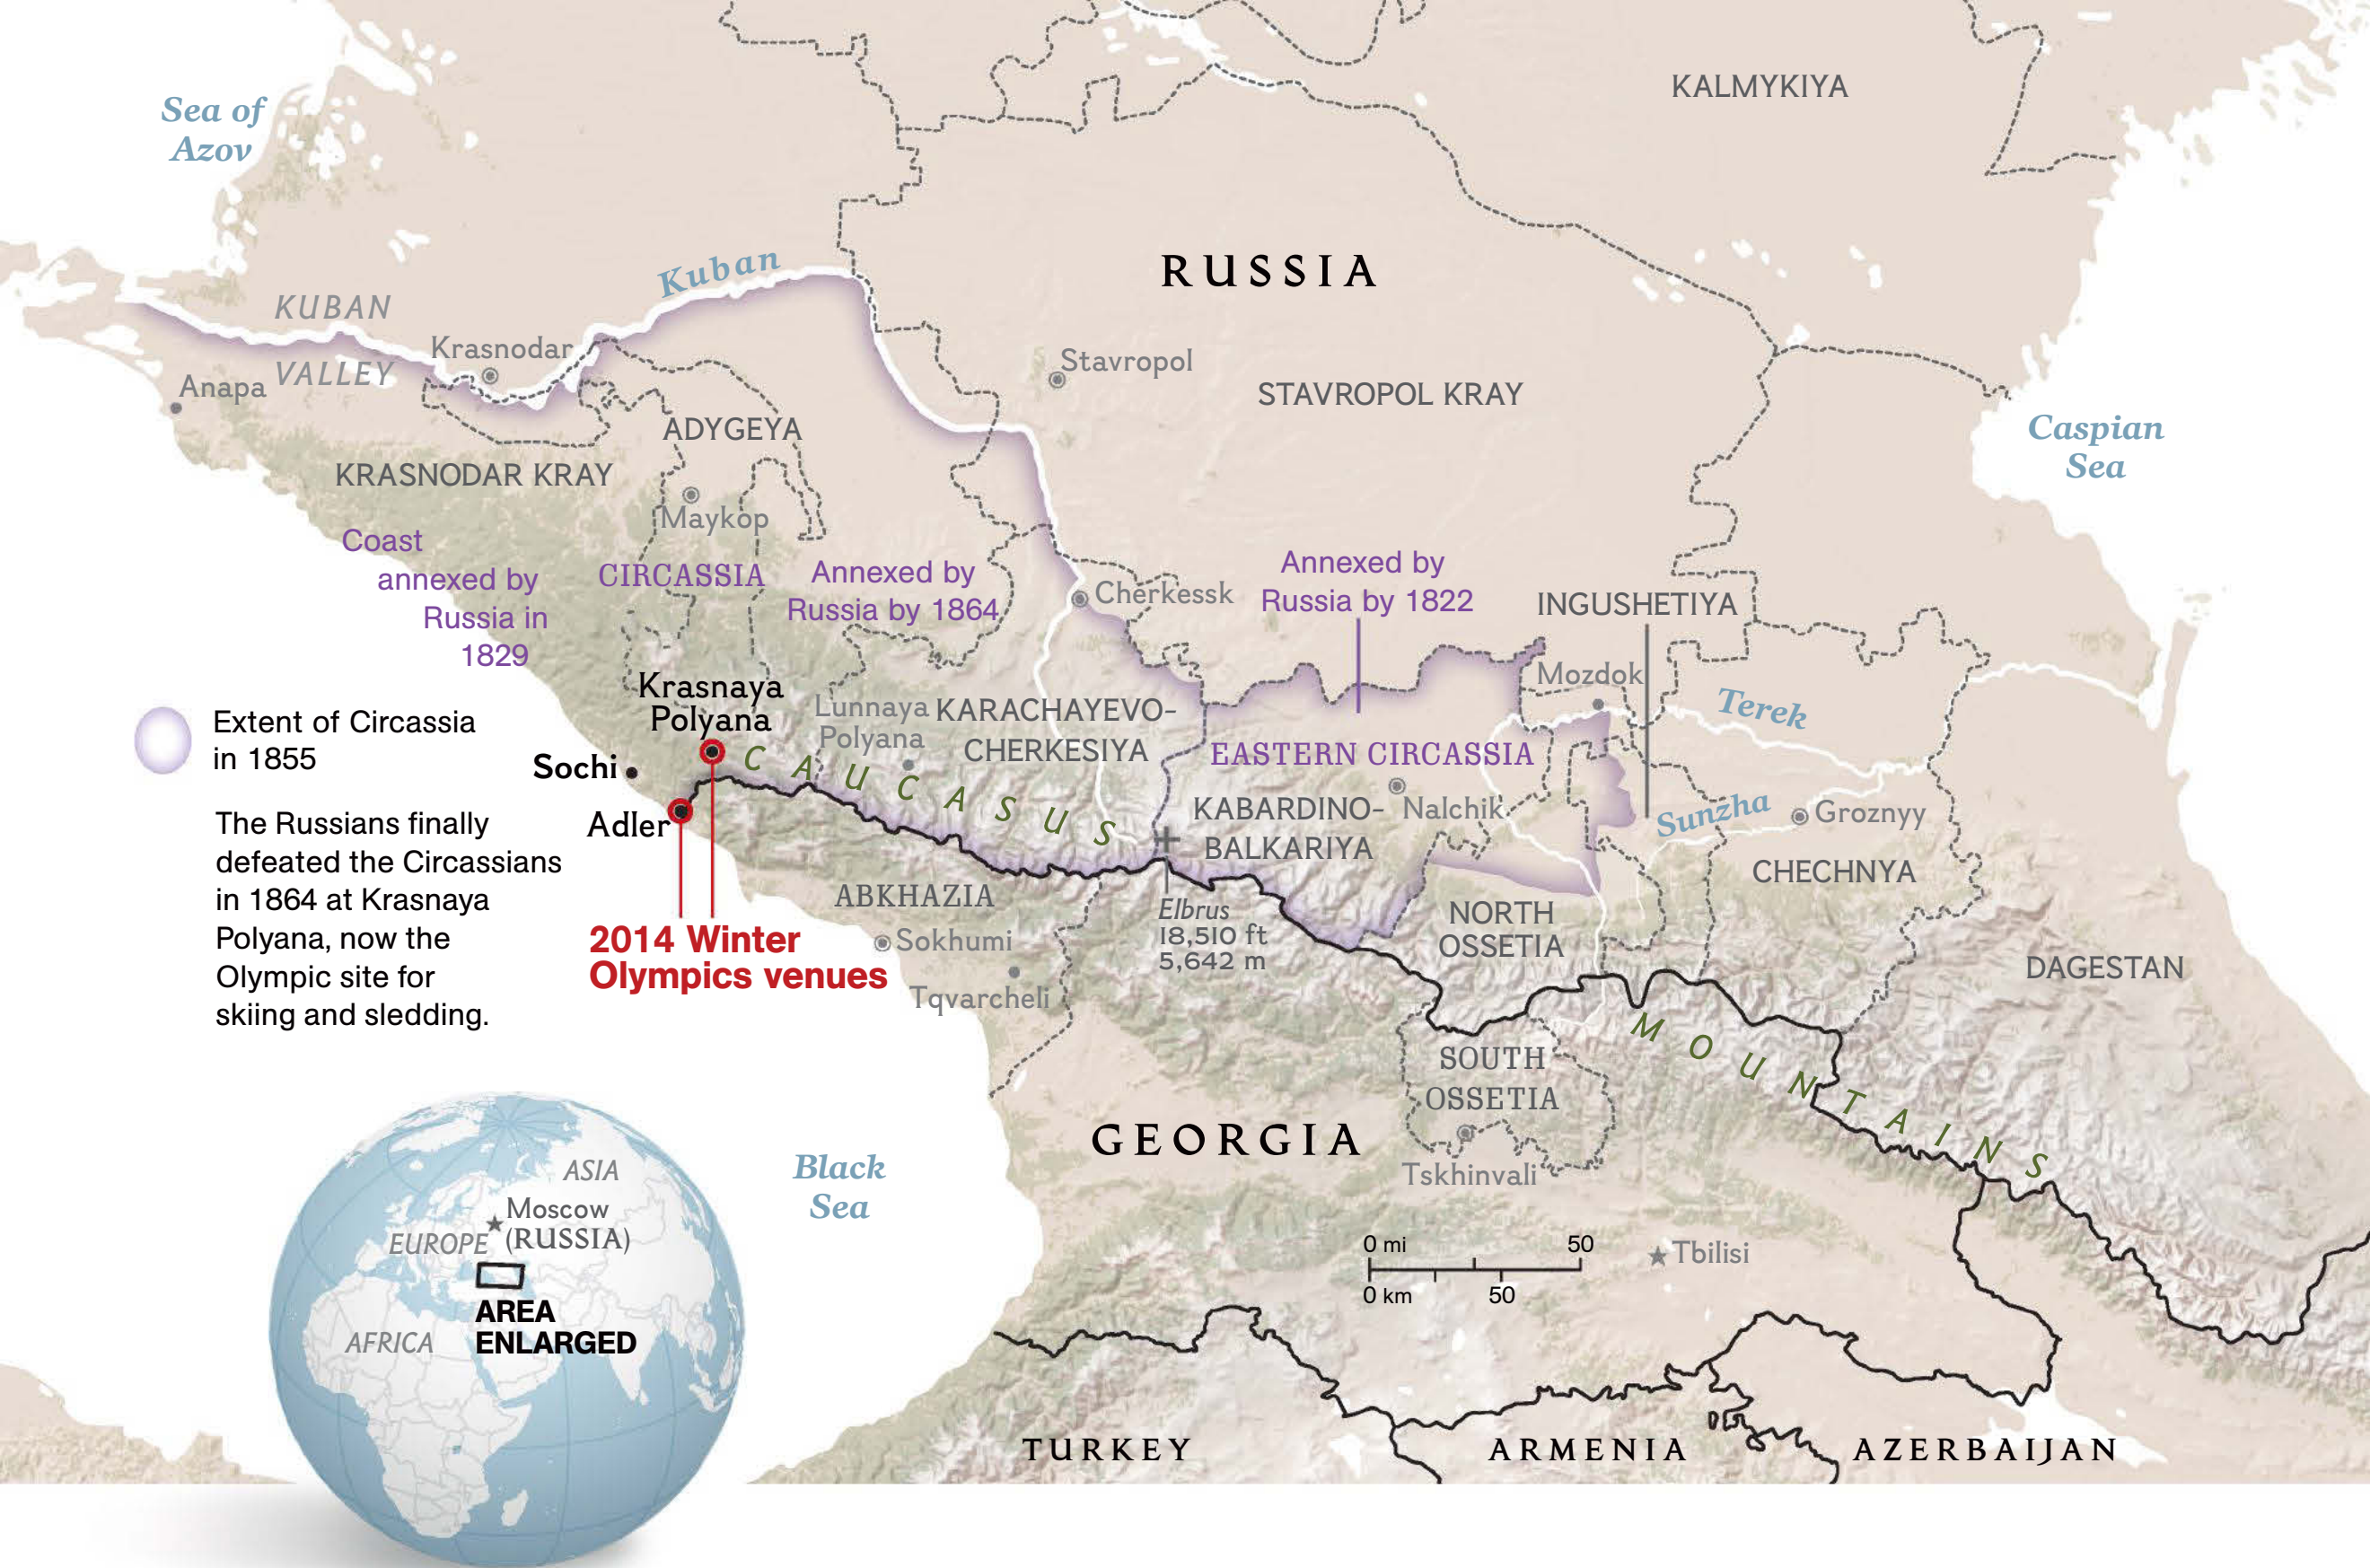 Sea of
Azov
KALMYKIYA
RUSSIA
Kuban
KUBAN
VALLEY
Krasnodar
Anapa
Stavropol
STAVROPOL KRAY
ADYGEYA
KRASNODAR KRAY
Maykop
Caspian
Sea
Coast
annexed by
Russia in
1829
CIRCASSIA
Annexed by
Russia by 1864
Cherkessk
Annexed by
Russia by 1822
INGUSHETIYA
Mozdok
Terek
Krasnaya
Polyana
Lunnaya
Polyana
KARACHAYEVO-
CHERKESIYA
EASTERN CIRCASSIA
Extent of Circassia
in 1855
Sochi
Adler
CAUCASUS
KABARDINO-
BALKARIYA
Nalchik
Sunzha
Groznyy
CHECHNYA
The Russians finally
defeated the Circassians
in 1864 at Krasnaya
Polyana, now the
Olympic site for
skiing and sledding.
2014 Winter
Olympics venues
ABKHAZIA
Sokhumi
Tqvarcheli
Elbrus
18,510 ft
5,642 m
NORTH
OSSETIA
DAGESTAN
MOUNTAINS
SOUTH
OSSETIA
Tskhinvali
GEORGIA
Black
Sea
0 mi 50
0 km 50
Tbilisi
ASIA
Moscow
(RUSSIA)
EUROPE
AREA
ENLARGED
AFRICA
TURKEY
ARMENIA
AZERBAIJAN